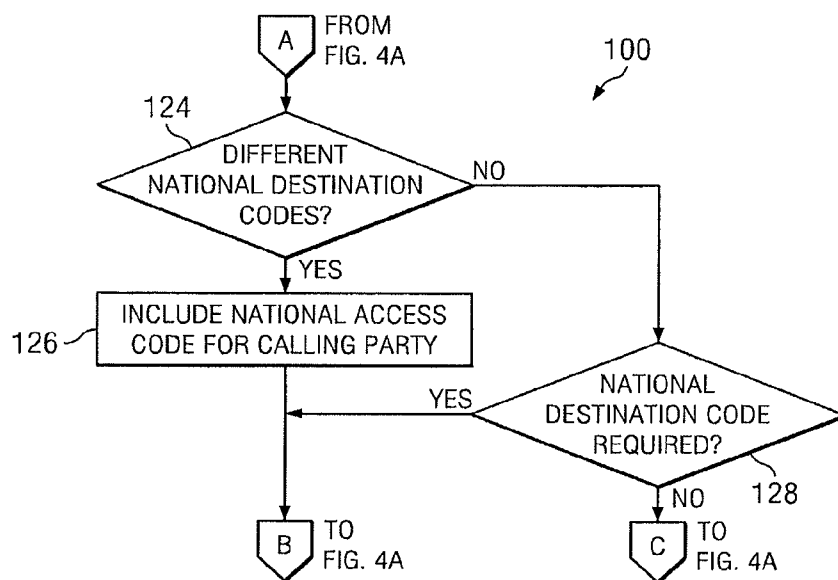 A
FROM
FIG. 4A
100
124
DIFFERENT
NATIONAL DESTINATION
CODES?
NO
YES
INCLUDE NATIONAL ACCESS
CODE FOR CALLING PARTY
126
YES
NATIONAL
DESTINATION CODE
REQUIRED?
128
NO
B
TO
FIG. 4A
C
TO
FIG. 4A